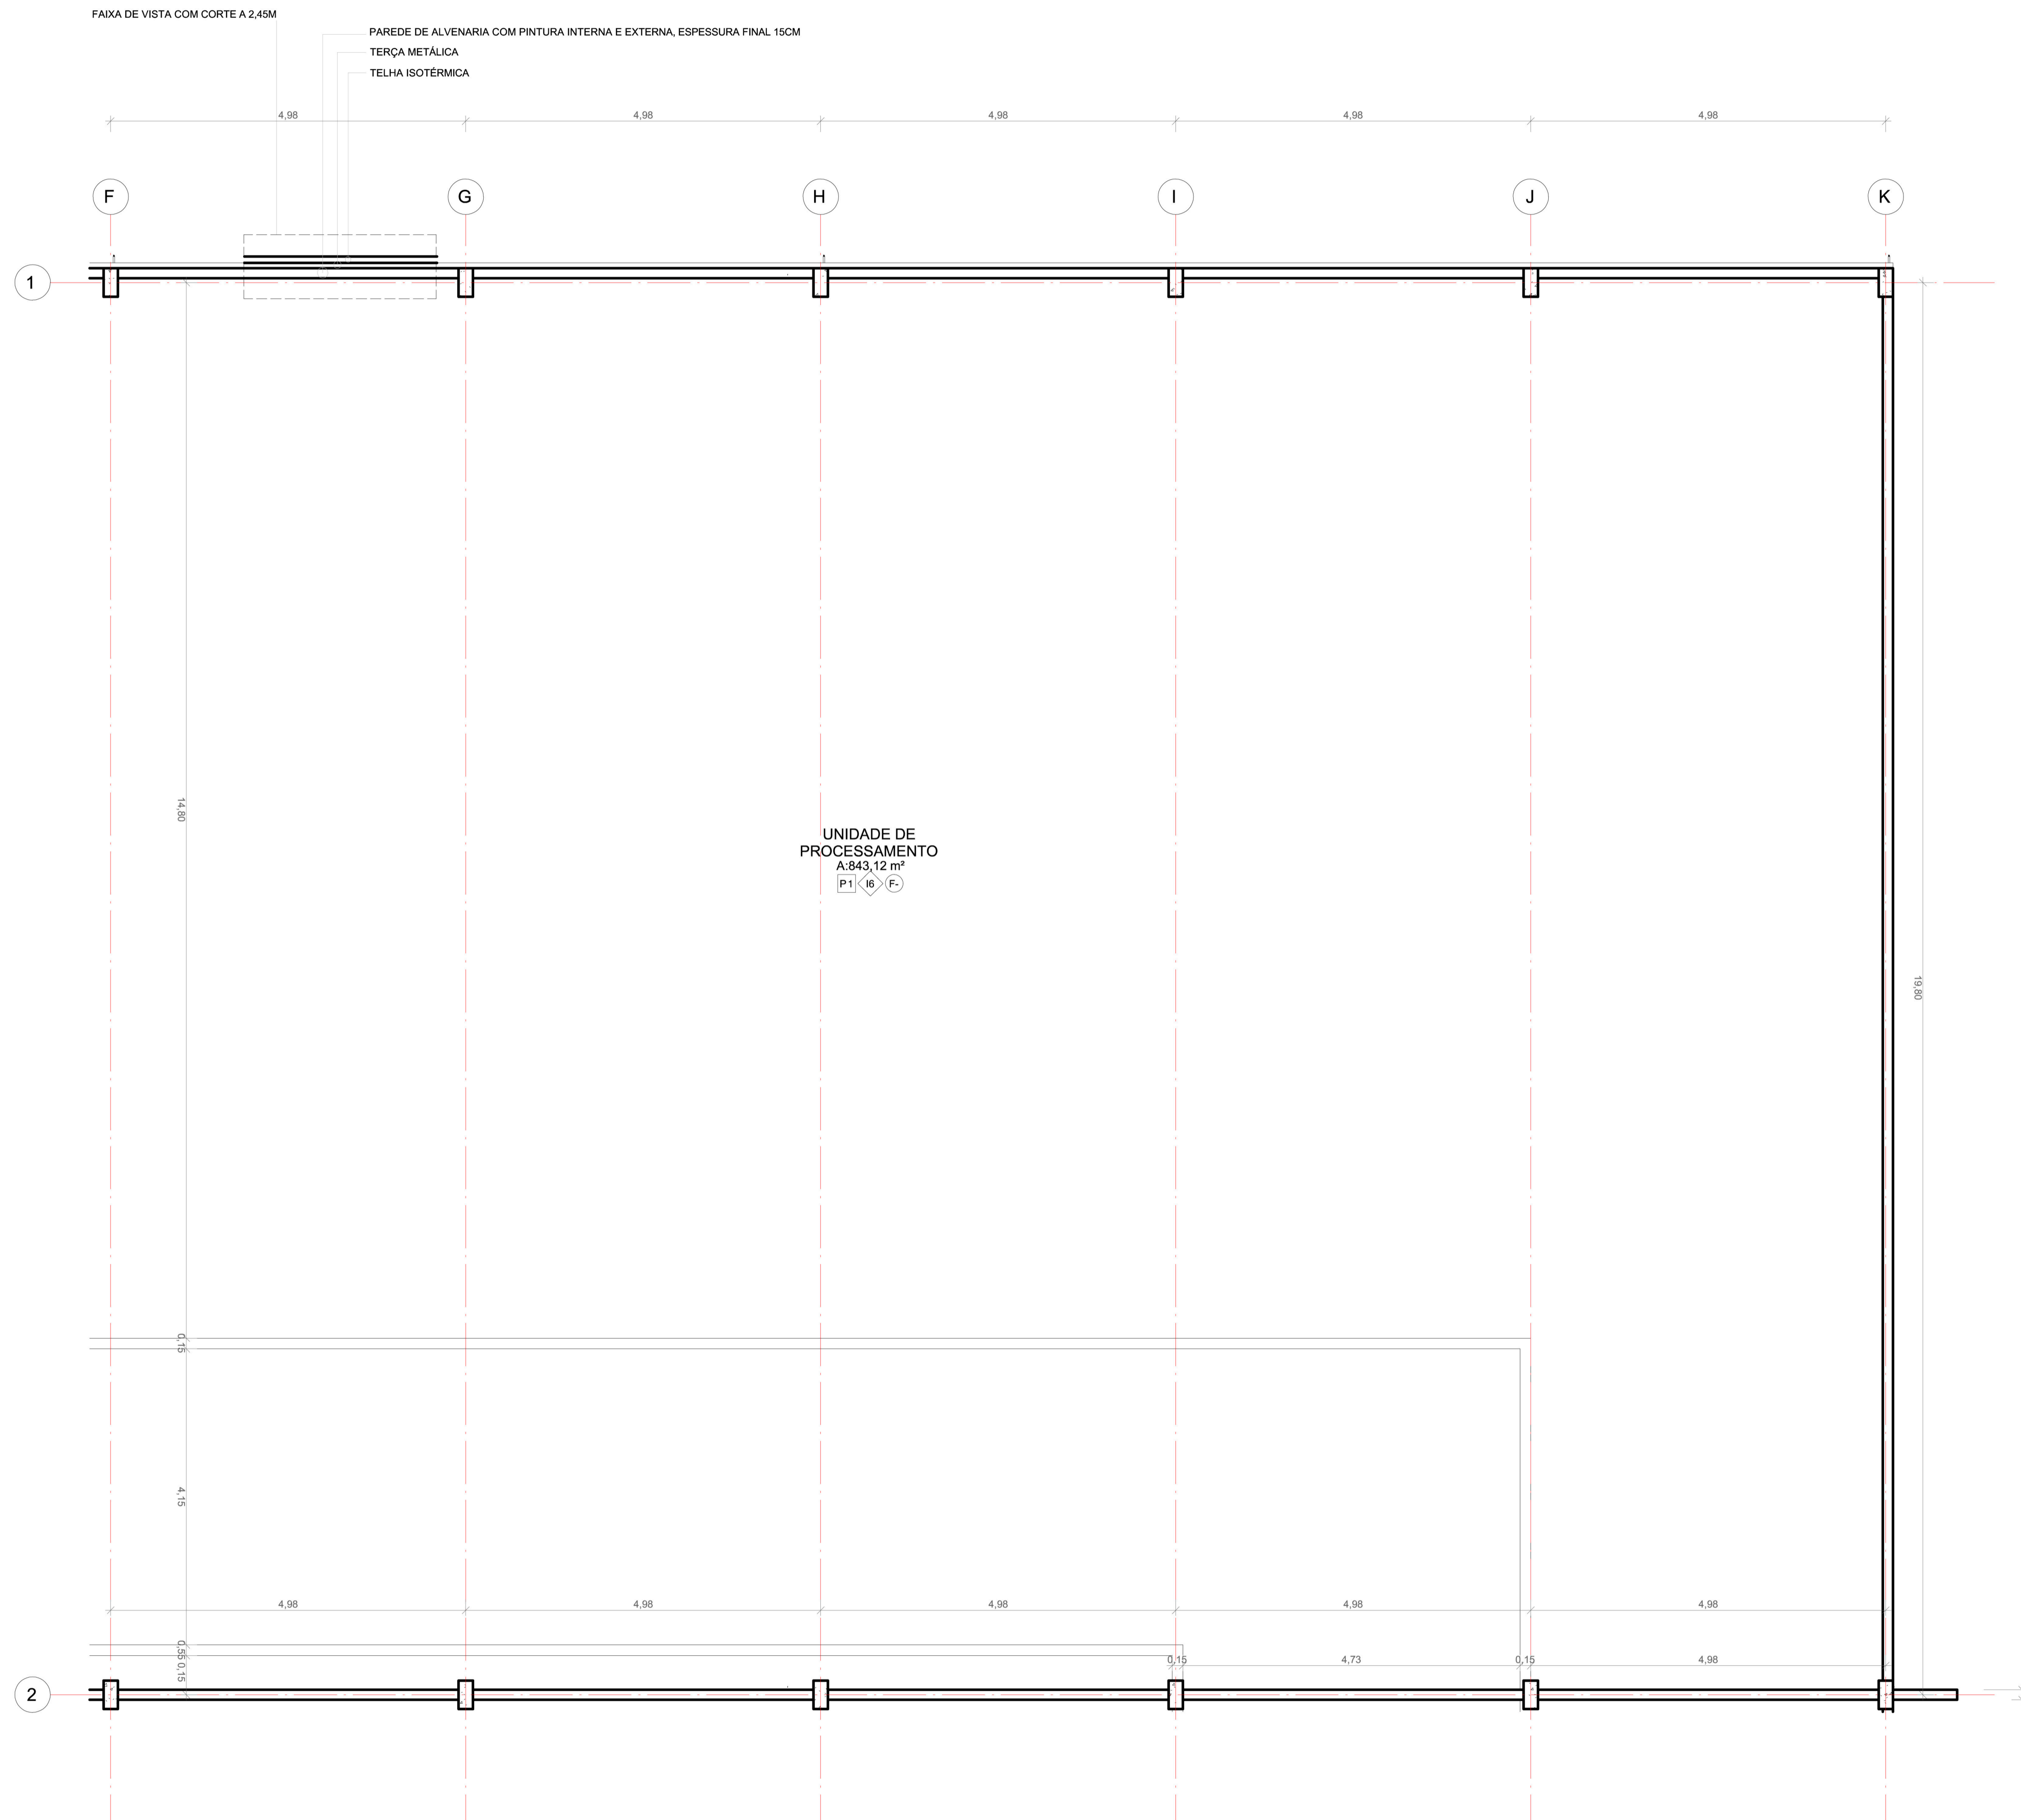 FAIXA DE VISTA COM CORTE A 2,45M
PAREDE DE ALVENARIA COM PINTURA INTERNA E EXTERNA, ESPESSURA FINAL 15CM
TERÇA METÁLICA
TELHA ISOTÉRMICA
4,98 4,98 4,98 4,98 4,98
F G H I J K
1
14,80
UNIDADE DE
PROCESSAMENTO
A:843,12 m²
P1 I6 F-
19,80
0,15
4,15
4,98 4,98 4,98 4,98 4,98
0,55 0,15
0,15 4,73 0,15 4,98
2